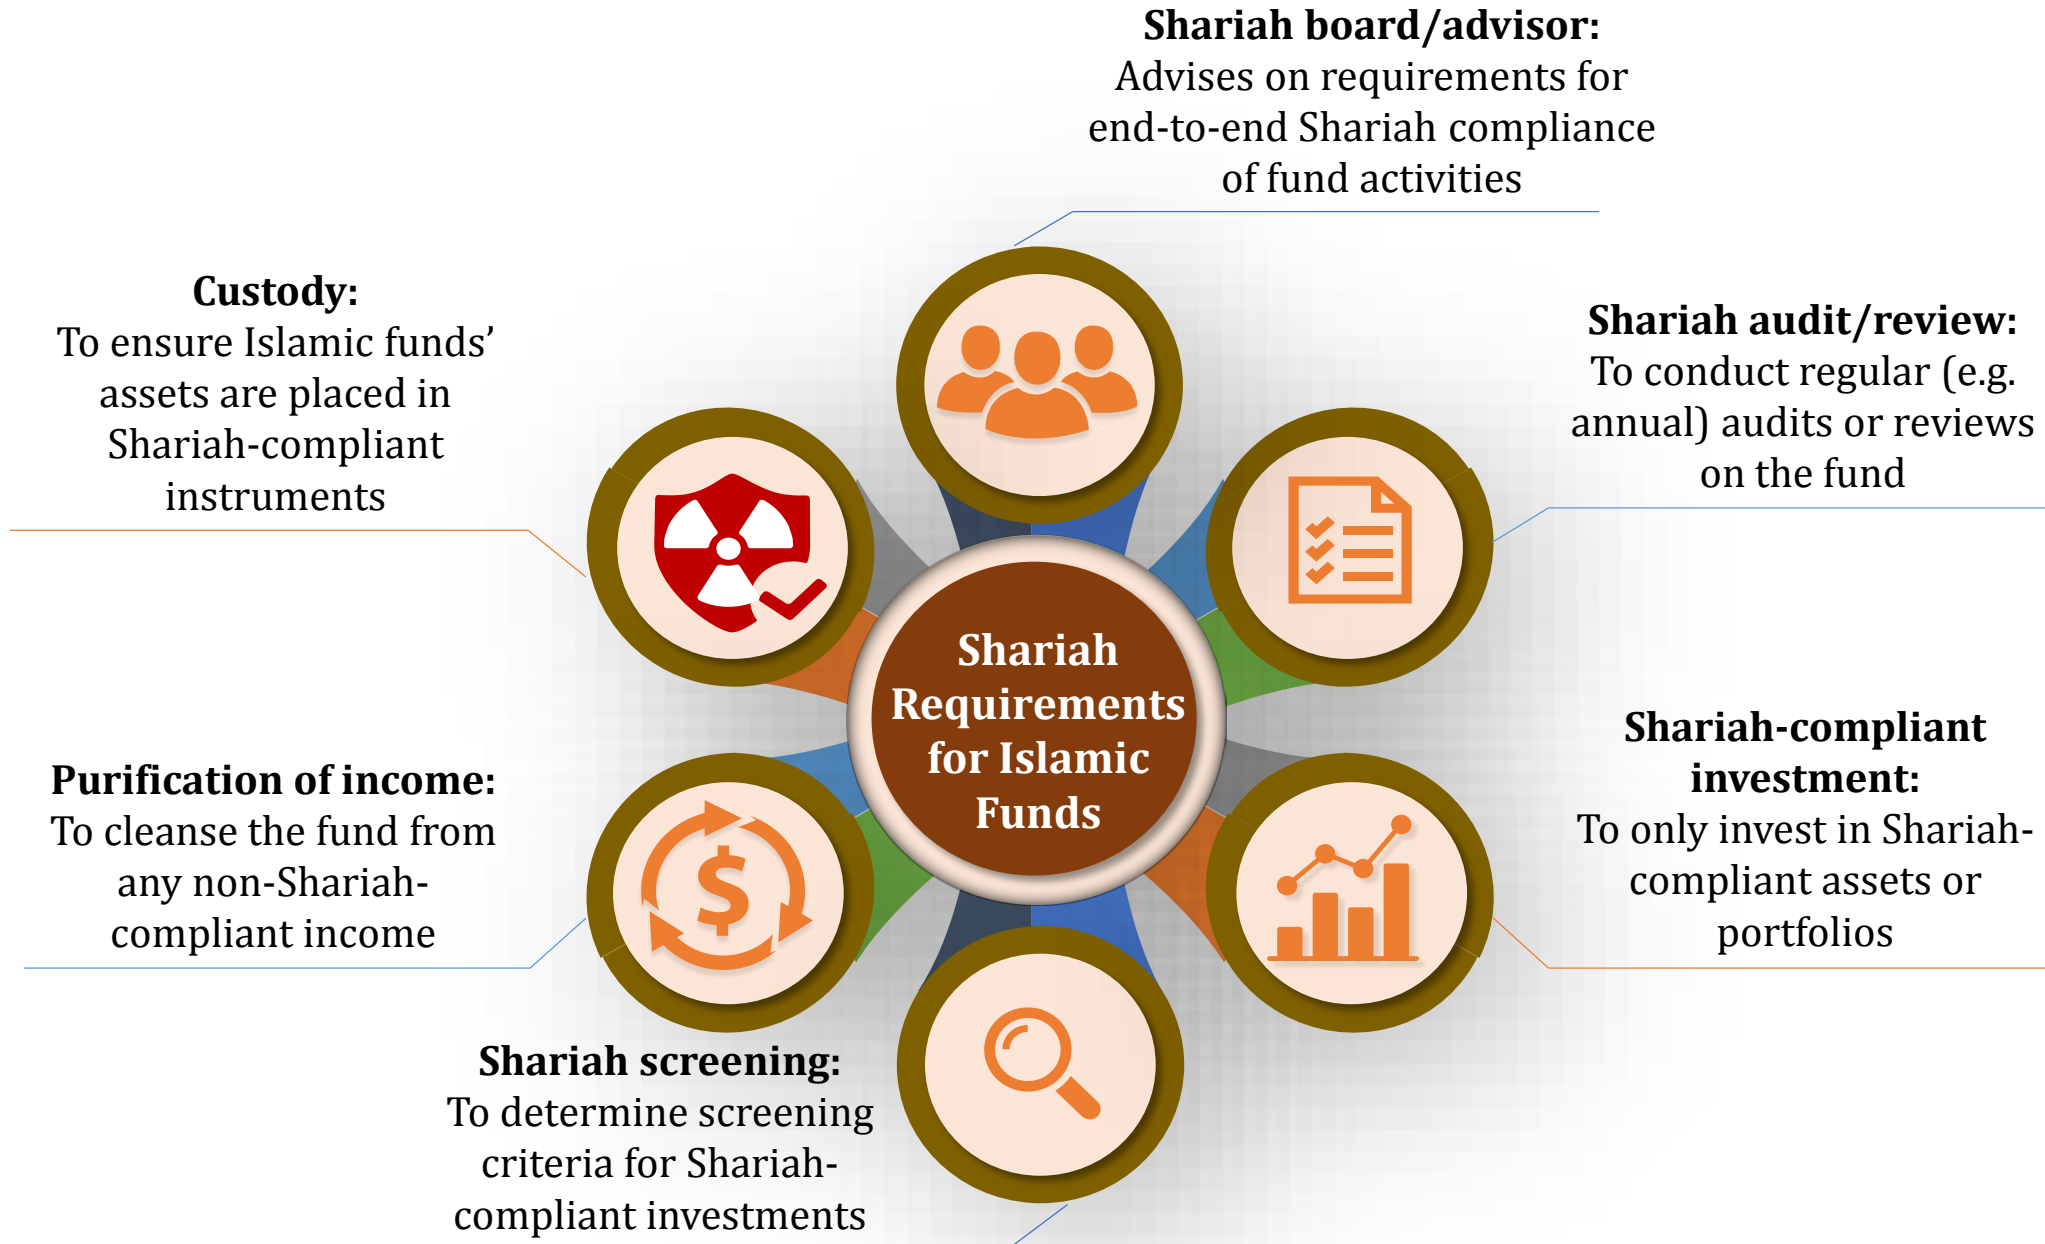 Shariah board/advisor:
Advises on requirements for
end-to-end Shariah compliance
of fund activities
Custody:
To ensure Islamic funds’
assets are placed in
Shariah-compliant
instruments
Shariah audit/review:
To conduct regular (e.g.
annual) audits or reviews
on the fund
Shariah
Requirements
for Islamic
Funds
Purification of income:
To cleanse the fund from
any non-Shariah-
compliant income
$
Shariah-compliant
investment:
To only invest in Shariah-
compliant assets or
portfolios
Shariah screening:
To determine screening
criteria for Shariah-
compliant investments